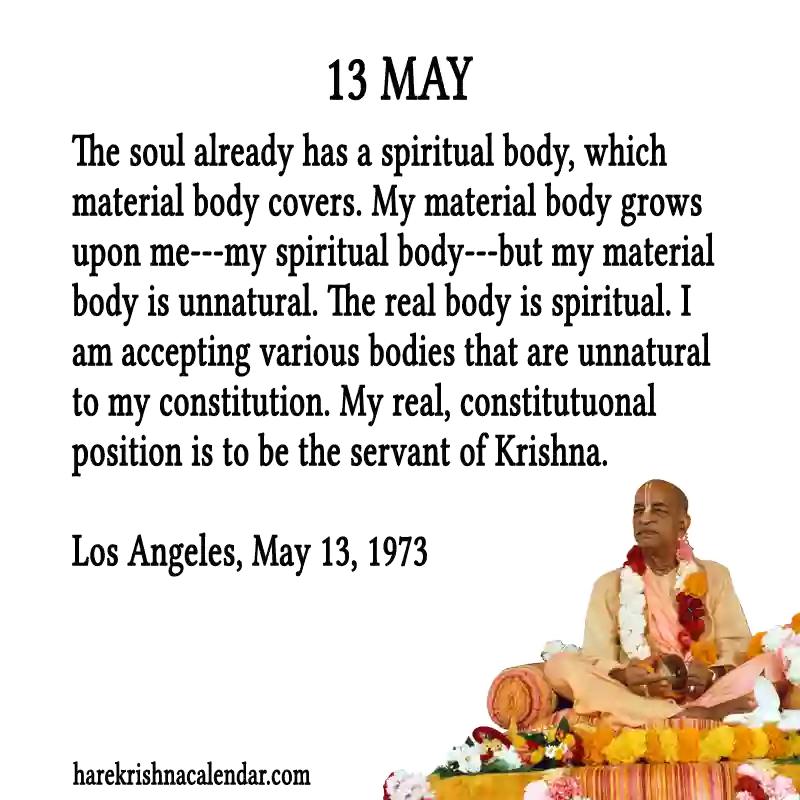 13 MAY
The soul already has a spiritual body, which
material body covers. My material body grows
upon me---my spiritual body---but my material
body is unnatural. The real body is spiritual. I
am accepting various bodies that are unnatural
to my constitution. My real, constitutuonal
position is to be the servant of Krishna.
Los Angeles, May 13, 1973
harekrishnacalendar.com